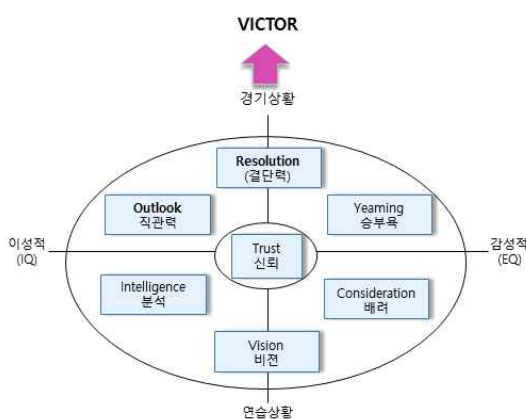 VICTOR
경기상황
Resolution
(결단력)
Outlook
직관력
Yeaming
승부욕
이성적
(IQ)
Trust
신뢰
감성적
(EQ)
Intelligence
분석
Consideration
배려
Vision
비젼
연습상황